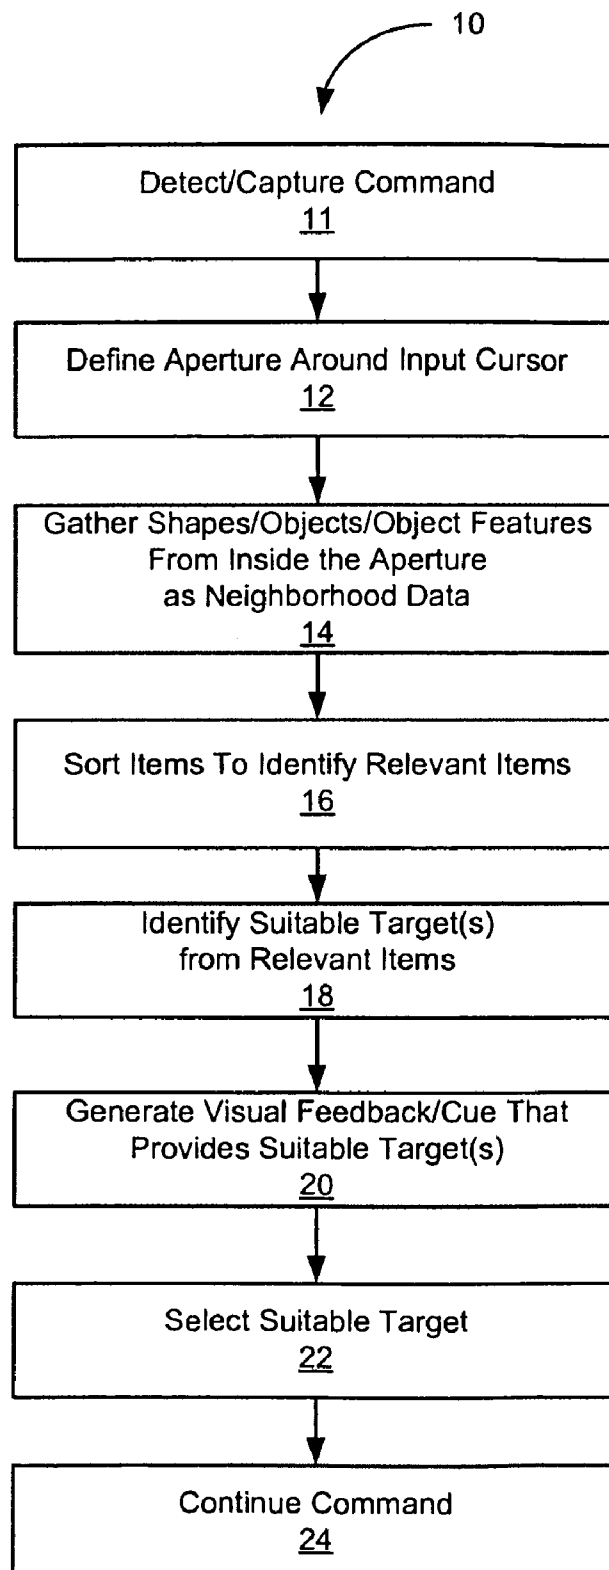 10
Detect/Capture Command
11
Define Aperture Around Input Cursor
12
Gather Shapes/Objects/Object Features
From Inside the Aperture
as Neighborhood Data
14
Sort Items To Identify Relevant Items
16
Identify Suitable Target(s)
from Relevant Items
18
Generate Visual Feedback/Cue That
Provides Suitable Target(s)
20
Select Suitable Target
22
Continue Command
24